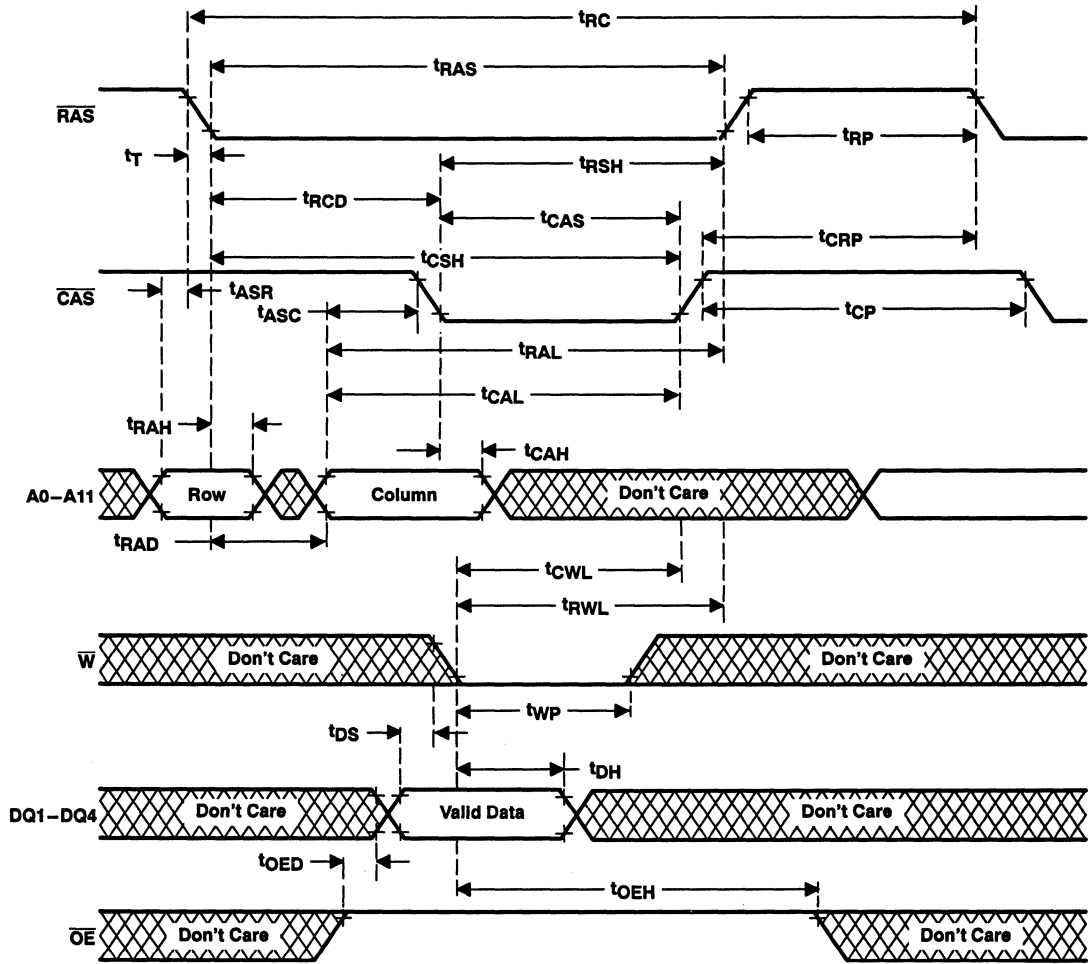 tRC
tRAS
RAS
tRP
tT
tRSH
tRCD
tCAS
tCRP
tCSH
CAS
tASR
tASC
tCP
tRAL
tCAL
tRAH
tCAH
A0–A11
Row
Column
Don't Care
tRAD
tCWL
tRWL
W
Don't Care
Don't Care
tWP
tDS
tDH
DQ1–DQ4
Don't Care
Valid Data
Don't Care
tOED
tOEH
OE
Don't Care
Don't Care